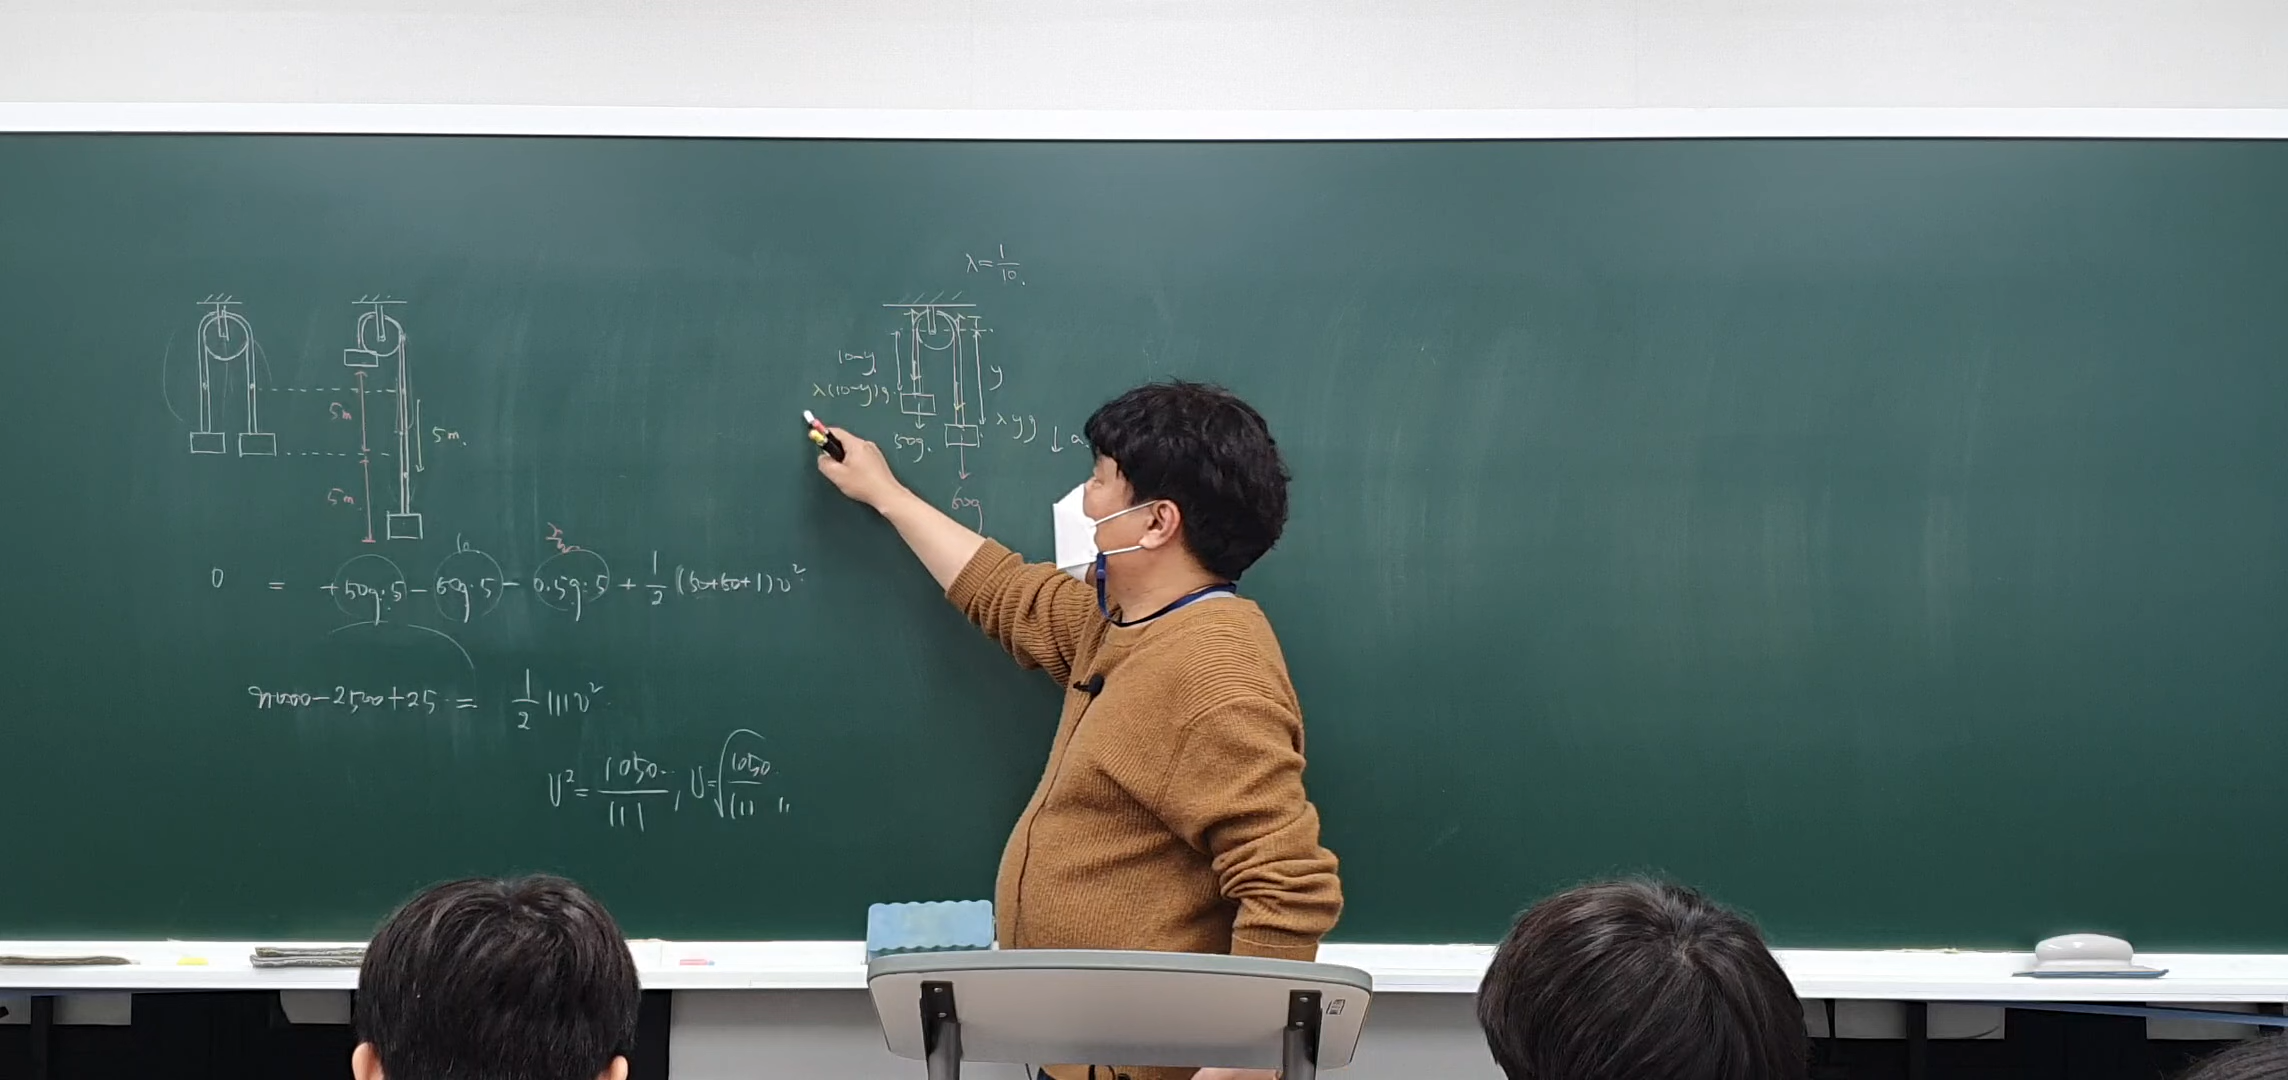 λ = 1/10.
10-y
λ(10-y)g.
y
λyg
↓a.
50g.
60g
5m
5m.
5m
0 = +50g·5 - 60g·5 - 0.5g·5 + 1/2 (50+60+1)v²
- 2500 + 25 = 1/2 111v²
v² = 1050/111, v = √(1050/111) 〃